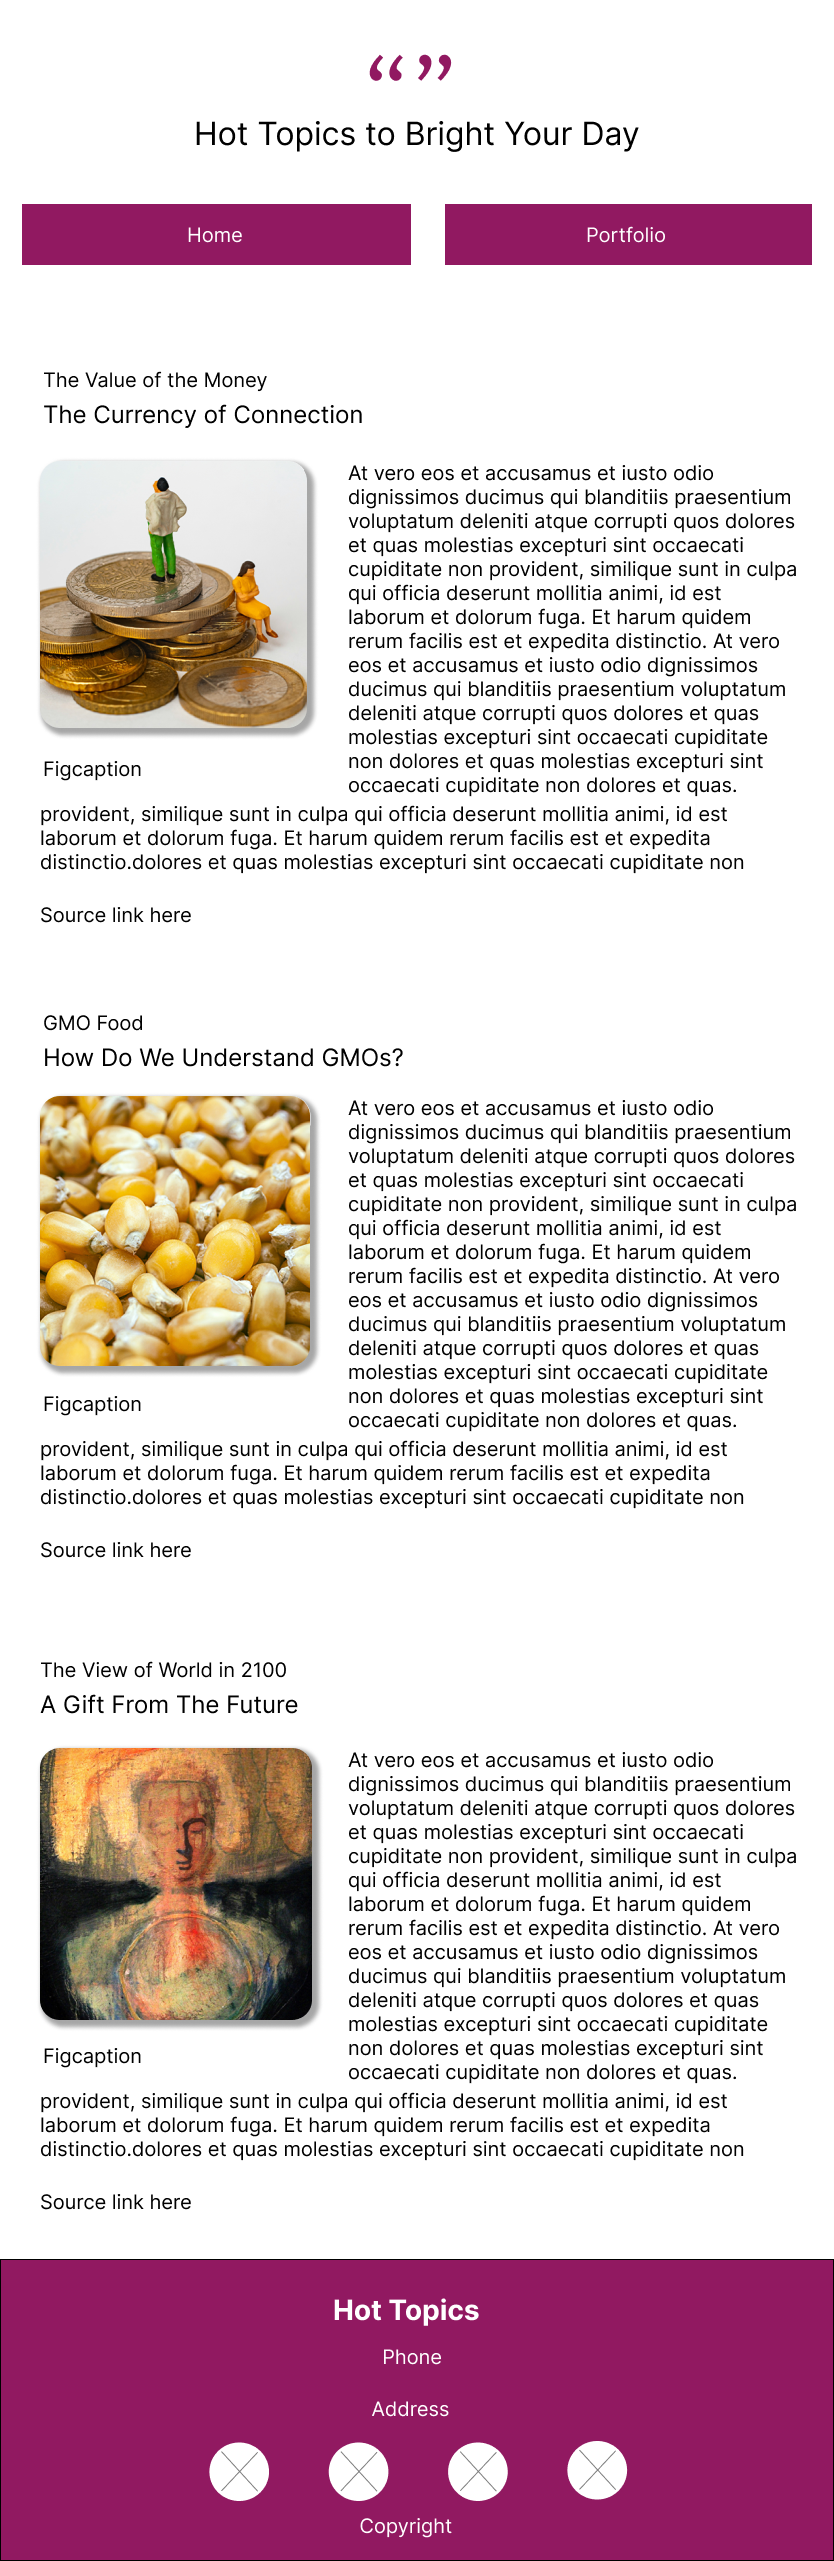 “ ”
Hot Topics to Bright Your Day
Home
Portfolio
The Value of the Money
The Currency of Connection
At vero eos et accusamus et iusto odio
dignissimos ducimus qui blanditiis praesentium
voluptatum deleniti atque corrupti quos dolores
et quas molestias excepturi sint occaecati
cupiditate non provident, similique sunt in culpa
qui officia deserunt mollitia animi, id est
laborum et dolorum fuga. Et harum quidem
rerum facilis est et expedita distinctio. At vero
eos et accusamus et iusto odio dignissimos
ducimus qui blanditiis praesentium voluptatum
deleniti atque corrupti quos dolores et quas
molestias excepturi sint occaecati cupiditate
non dolores et quas molestias excepturi sint
occaecati cupiditate non dolores et quas.
Figcaption
provident, similique sunt in culpa qui officia deserunt mollitia animi, id est
laborum et dolorum fuga. Et harum quidem rerum facilis est et expedita
distinctio.dolores et quas molestias excepturi sint occaecati cupiditate non
Source link here
GMO Food
How Do We Understand GMOs?
At vero eos et accusamus et iusto odio
dignissimos ducimus qui blanditiis praesentium
voluptatum deleniti atque corrupti quos dolores
et quas molestias excepturi sint occaecati
cupiditate non provident, similique sunt in culpa
qui officia deserunt mollitia animi, id est
laborum et dolorum fuga. Et harum quidem
rerum facilis est et expedita distinctio. At vero
eos et accusamus et iusto odio dignissimos
ducimus qui blanditiis praesentium voluptatum
deleniti atque corrupti quos dolores et quas
molestias excepturi sint occaecati cupiditate
non dolores et quas molestias excepturi sint
occaecati cupiditate non dolores et quas.
Figcaption
provident, similique sunt in culpa qui officia deserunt mollitia animi, id est
laborum et dolorum fuga. Et harum quidem rerum facilis est et expedita
distinctio.dolores et quas molestias excepturi sint occaecati cupiditate non
Source link here
The View of World in 2100
A Gift From The Future
At vero eos et accusamus et iusto odio
dignissimos ducimus qui blanditiis praesentium
voluptatum deleniti atque corrupti quos dolores
et quas molestias excepturi sint occaecati
cupiditate non provident, similique sunt in culpa
qui officia deserunt mollitia animi, id est
laborum et dolorum fuga. Et harum quidem
rerum facilis est et expedita distinctio. At vero
eos et accusamus et iusto odio dignissimos
ducimus qui blanditiis praesentium voluptatum
deleniti atque corrupti quos dolores et quas
molestias excepturi sint occaecati cupiditate
non dolores et quas molestias excepturi sint
occaecati cupiditate non dolores et quas.
Figcaption
provident, similique sunt in culpa qui officia deserunt mollitia animi, id est
laborum et dolorum fuga. Et harum quidem rerum facilis est et expedita
distinctio.dolores et quas molestias excepturi sint occaecati cupiditate non
Source link here
Hot Topics
Phone
Address
Copyright